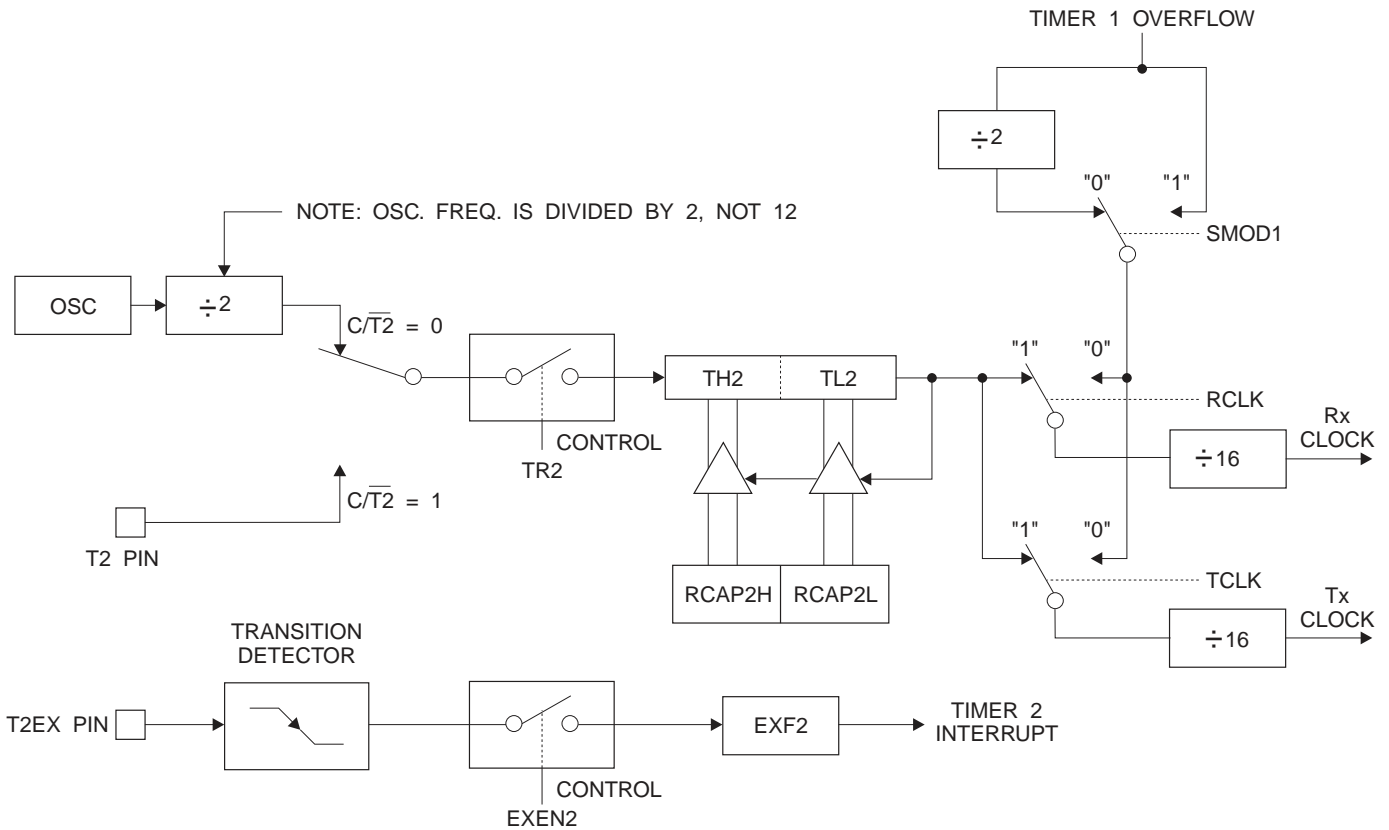 TIMER 1 OVERFLOW
÷2
"0" "1"
NOTE: OSC. FREQ. IS DIVIDED BY 2, NOT 12
SMOD1
OSC
÷2
C/T̅2̅ = 0
"1" "0"
TH2 TL2
RCLK
Rx
CLOCK
CONTROL
÷16
TR2
C/T̅2̅ = 1
"1" "0"
T2 PIN
RCAP2H RCAP2L
TCLK
Tx
CLOCK
TRANSITION
DETECTOR
÷16
T2EX PIN
EXF2
TIMER 2
INTERRUPT
CONTROL
EXEN2